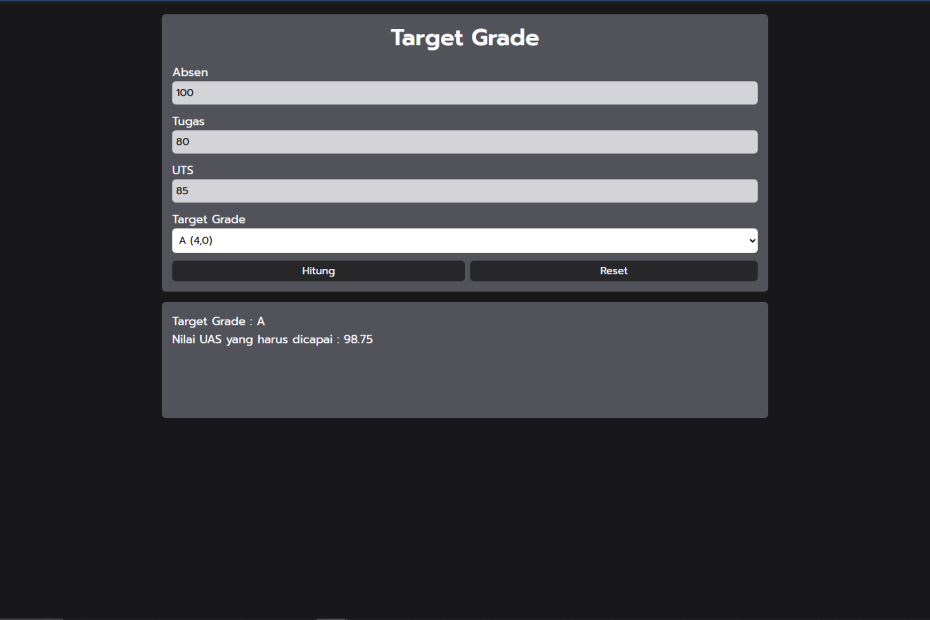 Target Grade
Absen
100
Tugas
80
UTS
85
Target Grade
A (4,0)
Hitung Reset
Target Grade : A
Nilai UAS yang harus dicapai : 98.75